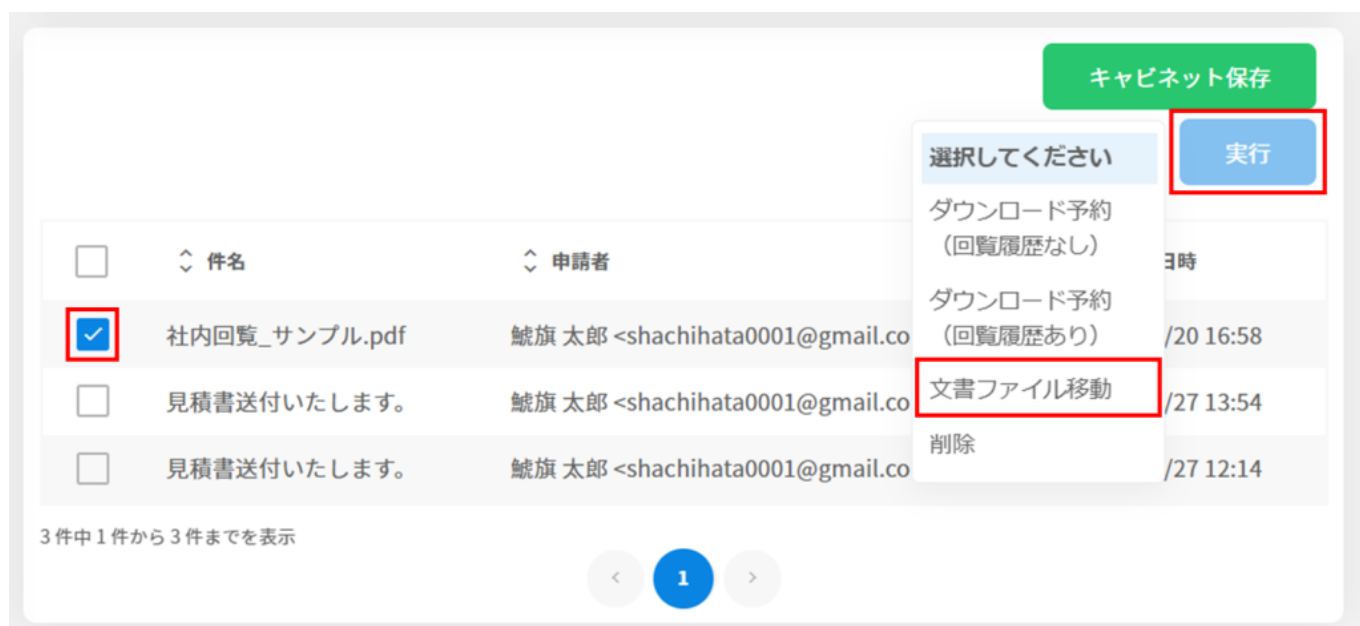 キャビネット保存
選択してください
実行
ダウンロード予約
（回覧履歴なし）
ダウンロード予約
（回覧履歴あり）
文書ファイル移動
削除
件名 申請者 日時
社内回覧_サンプル.pdf 鯱旗 太郎 <shachihata0001@gmail.co /20 16:58
見積書送付いたします。 鯱旗 太郎 <shachihata0001@gmail.co /27 13:54
見積書送付いたします。 鯱旗 太郎 <shachihata0001@gmail.co /27 12:14
3 件中 1 件から 3 件までを表示
1